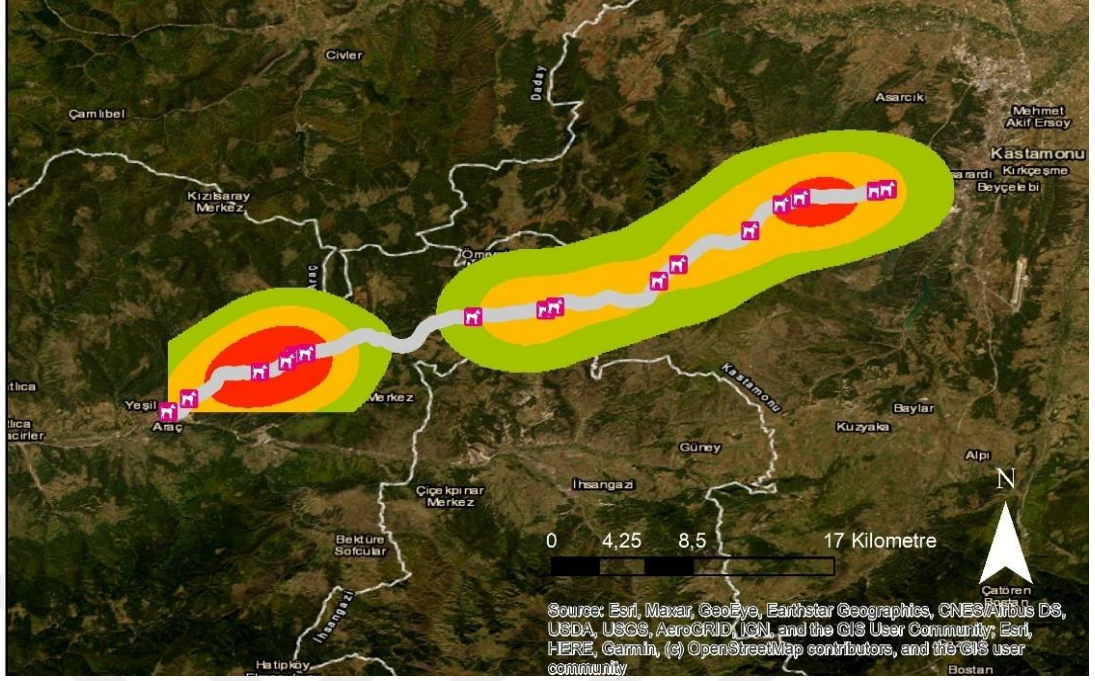 Civler
Daday
Çamlıbel
Asarcık
Mehmet
Akif Ersoy
Kastamonu
Kırkçeşme
Beyçelebi
Kızılsaray
Merkez
Araç
Merkez
Yeşil
Araç
Kastamonu
Baylar
Kuzyaka
Güney
Alpı
İhsangazi
Çiçekpınar
Merkez
N
Bektüre
Sofcular
0 4,25 8,5 17 Kilometre
İhsangazi
Çatören
Bostan
Source: Esri, Maxar, GeoEye, Earthstar Geographics, CNES/Airbus DS,
USDA, USGS, AeroGRID, IGN, and the GIS User Community; Esri,
HERE, Garmin, (c) OpenStreetMap contributors, and the GIS user
community
Hatipköy
Bostan